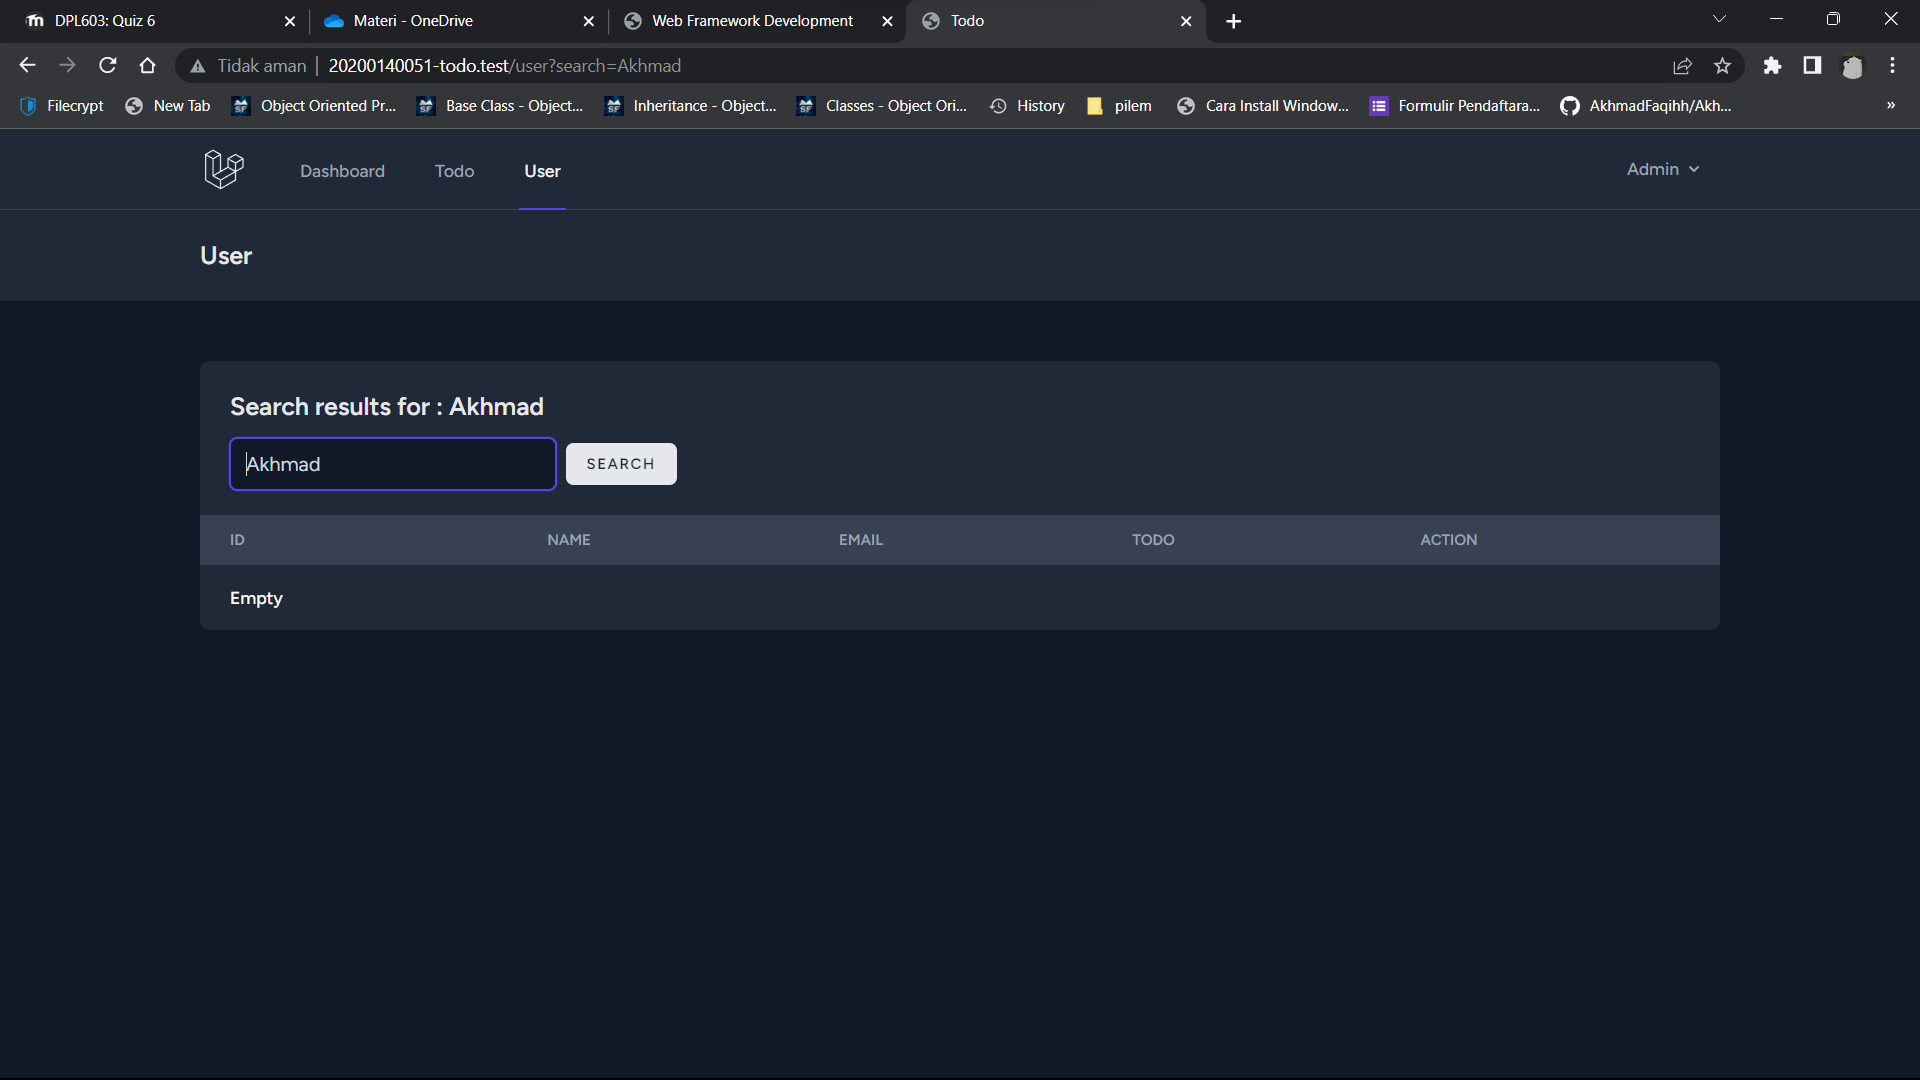 DPL603: Quiz 6
Materi - OneDrive
Web Framework Development
Todo
Tidak aman 20200140051-todo.test/user?search=Akhmad
Filecrypt
New Tab
Object Oriented Pr...
Base Class - Object...
Inheritance - Object...
Classes - Object Ori...
History
pilem
Cara Install Window...
Formulir Pendaftara...
AkhmadFaqihh/Akh...
»
Dashboard
Todo
User
Admin
User
Search results for : Akhmad
Akhmad
SEARCH
ID NAME EMAIL TODO ACTION
Empty